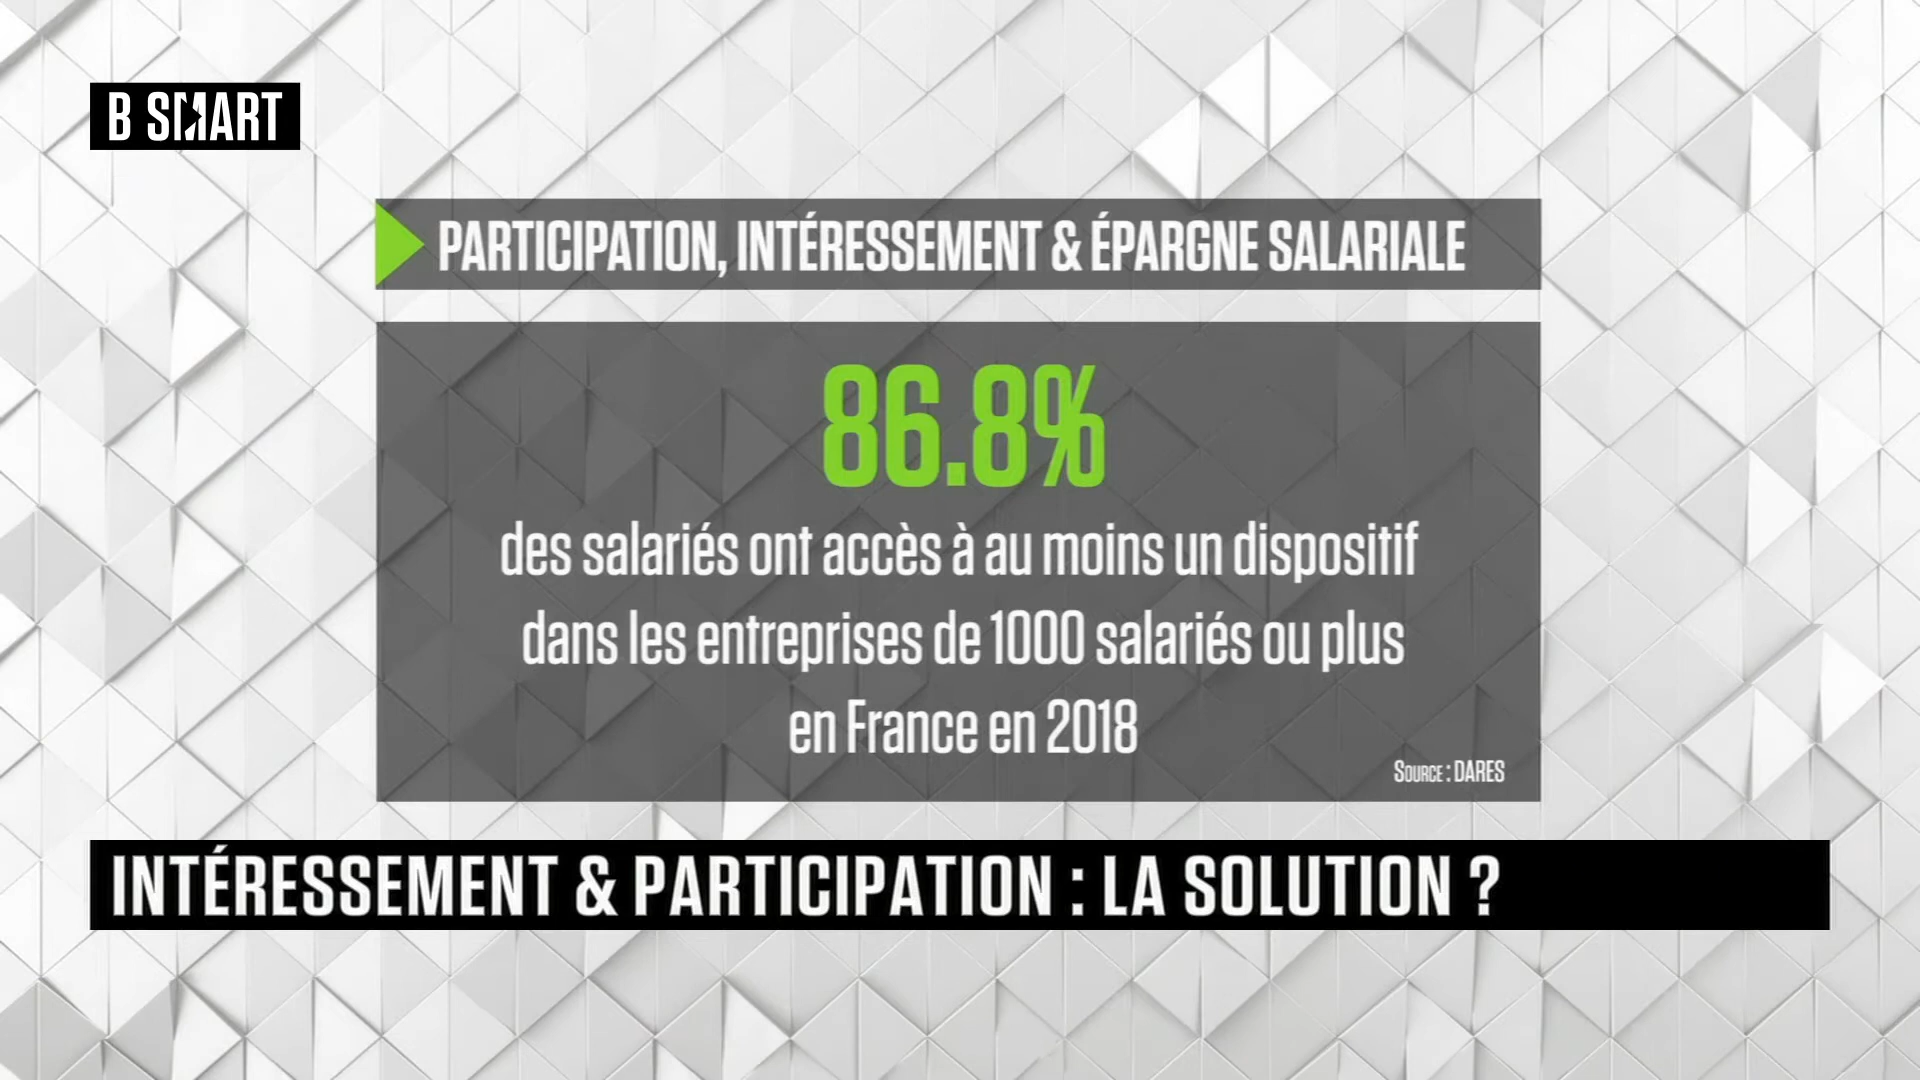 B SMART
PARTICIPATION, INTÉRESSEMENT & ÉPARGNE SALARIALE
86.8%
des salariés ont accès à au moins un dispositif
dans les entreprises de 1000 salariés ou plus
en France en 2018
SOURCE : DARES
INTÉRESSEMENT & PARTICIPATION : LA SOLUTION ?